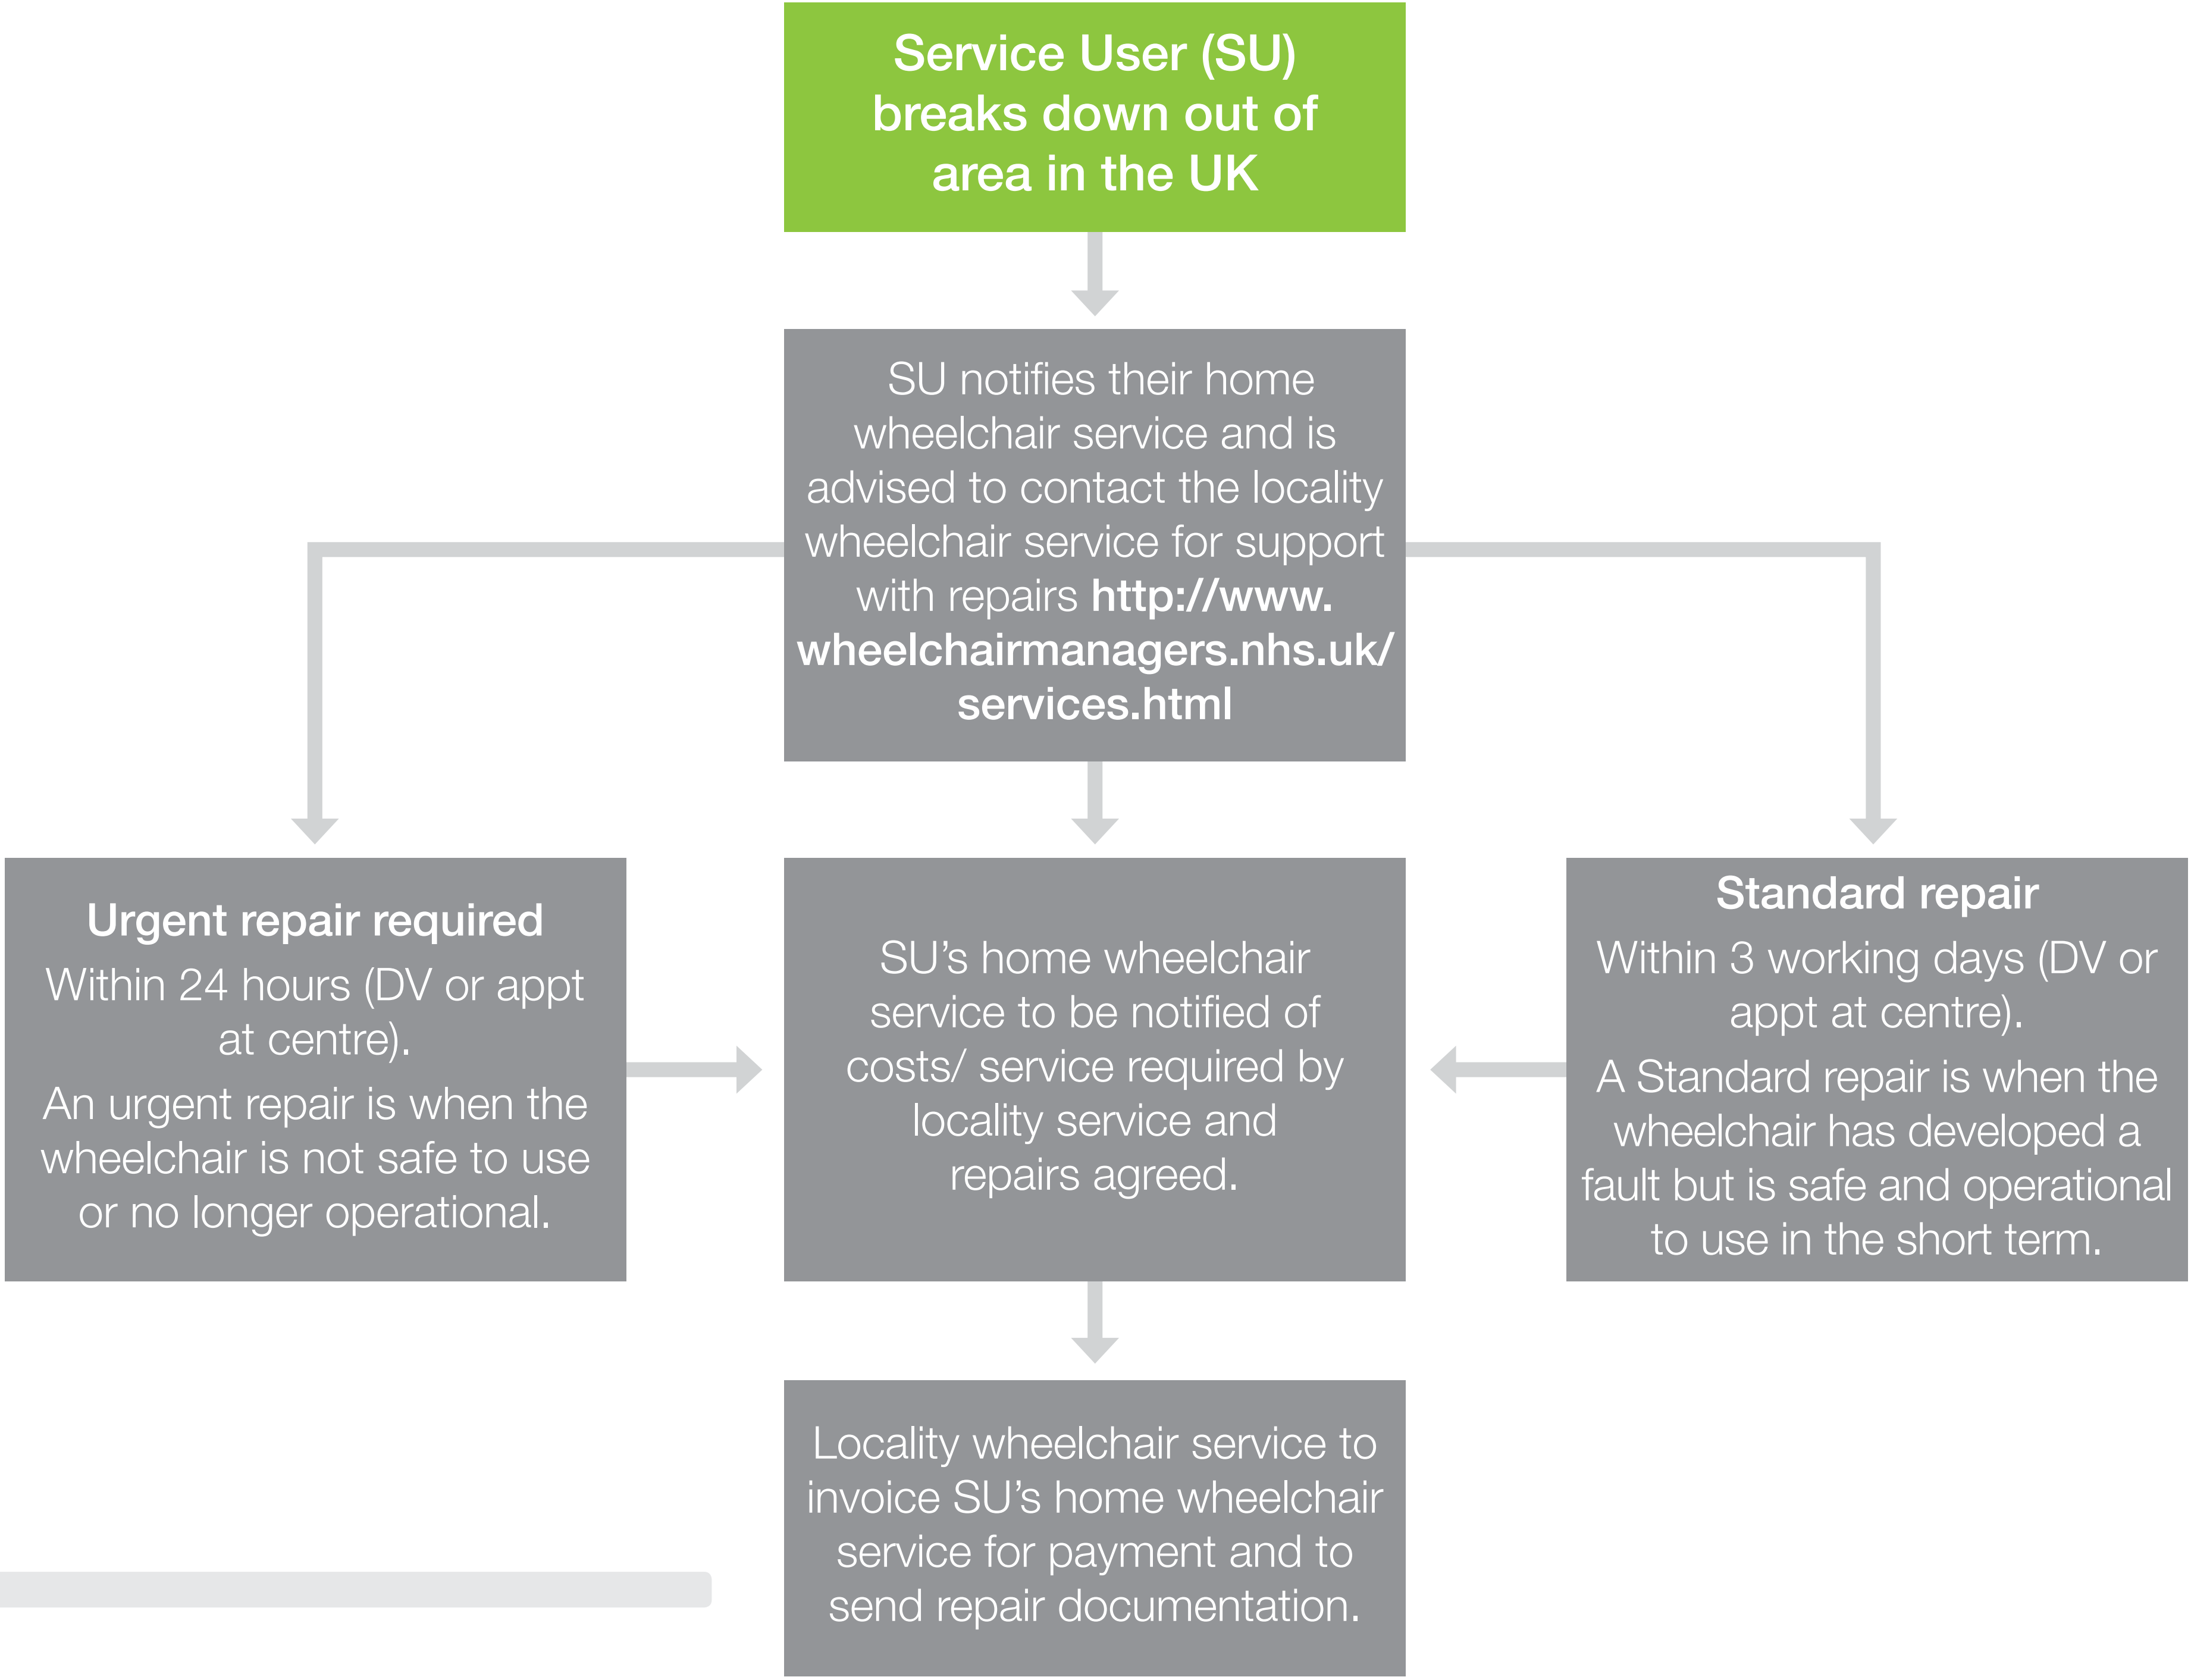 Service User (SU)
breaks down out of
area in the UK
SU notifies their home
wheelchair service and is
advised to contact the locality
wheelchair service for support
with repairs http://www.
wheelchairmanagers.nhs.uk/
services.html
Urgent repair required
Within 24 hours (DV or appt
at centre).
An urgent repair is when the
wheelchair is not safe to use
or no longer operational.
SU’s home wheelchair
service to be notified of
costs/ service required by
locality service and
repairs agreed.
Standard repair
Within 3 working days (DV or
appt at centre).
A Standard repair is when the
wheelchair has developed a
fault but is safe and operational
to use in the short term.
Locality wheelchair service to
invoice SU’s home wheelchair
service for payment and to
send repair documentation.